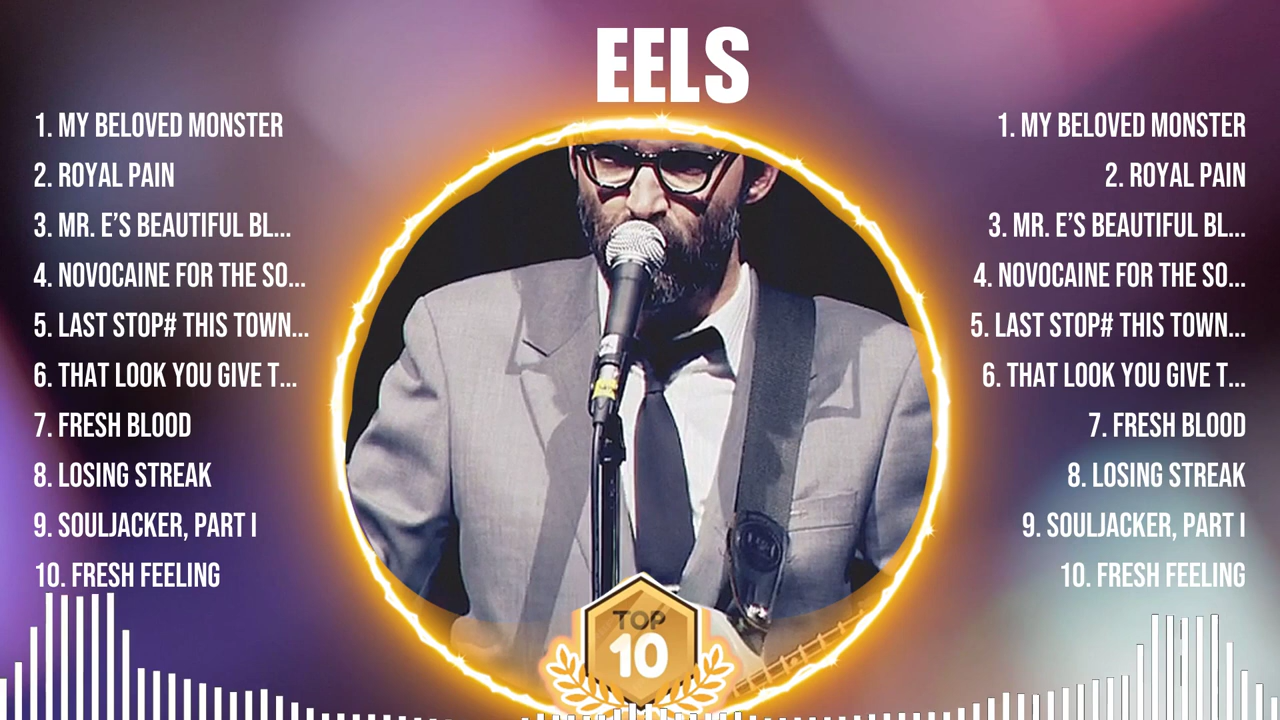 EELS
1. MY BELOVED MONSTER
2. ROYAL PAIN
3. MR. E’S BEAUTIFUL BL...
4. NOVOCAINE FOR THE SO...
5. LAST STOP# THIS TOWN...
6. THAT LOOK YOU GIVE T...
7. FRESH BLOOD
8. LOSING STREAK
9. SOULJACKER, PART I
10. FRESH FEELING
1. MY BELOVED MONSTER
2. ROYAL PAIN
3. MR. E’S BEAUTIFUL BL...
4. NOVOCAINE FOR THE SO...
5. LAST STOP# THIS TOWN...
6. THAT LOOK YOU GIVE T...
7. FRESH BLOOD
8. LOSING STREAK
9. SOULJACKER, PART I
10. FRESH FEELING
TOP
10